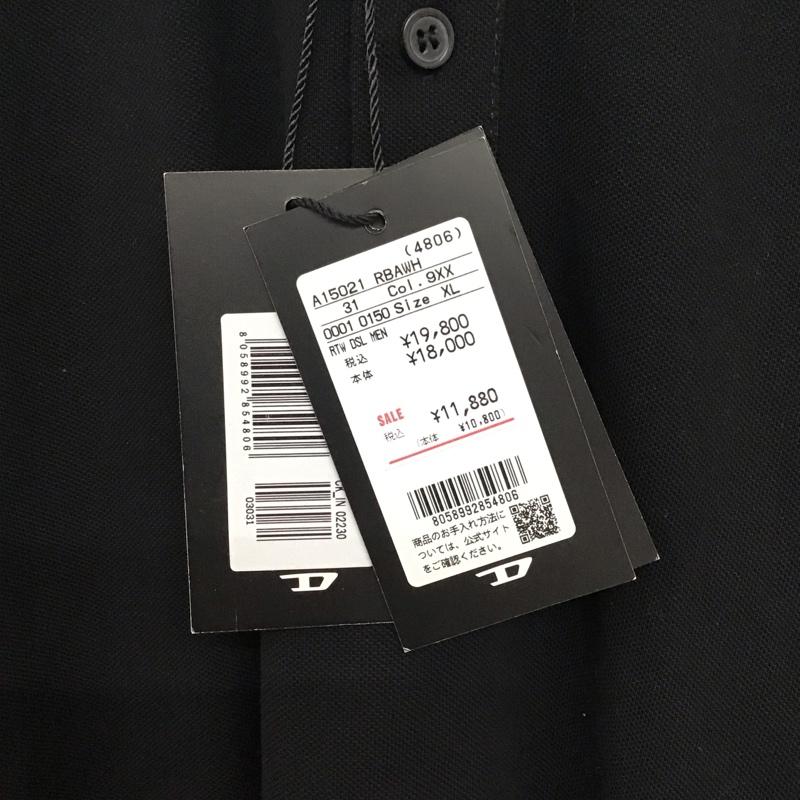 (4806)
A15021 RBAWH
31 Col.9XX
0001 0150 Size XL
RTW DSL MEN
税込 ¥19,800
本体 ¥18,000
SALE ¥11,880
税込 (本体 ¥10,800)
8058992854806
商品のお手入れ方法に
ついては、公式サイト
をご確認ください。
8058992854806
CK_IN 02230
03031